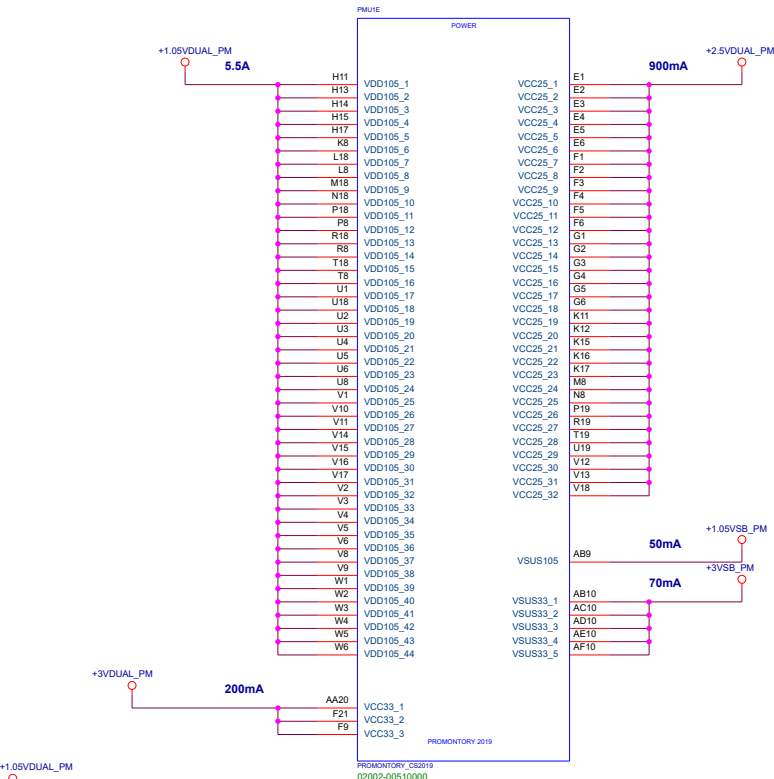 PMU1E
POWER
+1.05VDUAL_PM
5.5A
900mA
+2.5VDUAL_PM
H11 VDD105_1 VCC25_1 E1
H13 VDD105_2 VCC25_2 E2
H14 VDD105_3 VCC25_3 E3
H15 VDD105_4 VCC25_4 E4
H17 VDD105_5 VCC25_5 E5
K8 VDD105_6 VCC25_6 E6
L18 VDD105_7 VCC25_7 F1
L8 VDD105_8 VCC25_8 F2
M18 VDD105_9 VCC25_9 F3
N18 VDD105_10 VCC25_10 F4
P18 VDD105_11 VCC25_11 F5
P8 VDD105_12 VCC25_12 F6
R18 VDD105_13 VCC25_13 G1
R8 VDD105_14 VCC25_14 G2
T18 VDD105_15 VCC25_15 G3
T8 VDD105_16 VCC25_16 G4
U1 VDD105_17 VCC25_17 G5
U18 VDD105_18 VCC25_18 G6
U2 VDD105_19 VCC25_19 K11
U3 VDD105_20 VCC25_20 K12
U4 VDD105_21 VCC25_21 K15
U5 VDD105_22 VCC25_22 K16
U6 VDD105_23 VCC25_23 K17
U8 VDD105_24 VCC25_24 M8
V1 VDD105_25 VCC25_25 N8
V10 VDD105_26 VCC25_26 P19
V11 VDD105_27 VCC25_27 R19
V14 VDD105_28 VCC25_28 T19
V15 VDD105_29 VCC25_29 U19
V16 VDD105_30 VCC25_30 V12
V17 VDD105_31 VCC25_31 V13
V2 VDD105_32 VCC25_32 V18
V3 VDD105_33
V4 VDD105_34
V5 VDD105_35
V6 VDD105_36
+1.05VSB_PM
50mA
V8 VDD105_37 VSUS105 AB9
V9 VDD105_38
+3VSB_PM
70mA
W1 VDD105_39
W2 VDD105_40 VSUS33_1 AB10
W3 VDD105_41 VSUS33_2 AC10
W4 VDD105_42 VSUS33_3 AD10
W5 VDD105_43 VSUS33_4 AE10
W6 VDD105_44 VSUS33_5 AF10
+3VDUAL_PM
200mA
AA20 VCC33_1
F21 VCC33_2
F9 VCC33_3
PROMONTORY 2019
PROMONTORY_CS2019
02002-00510000
+1.05VDUAL_PM